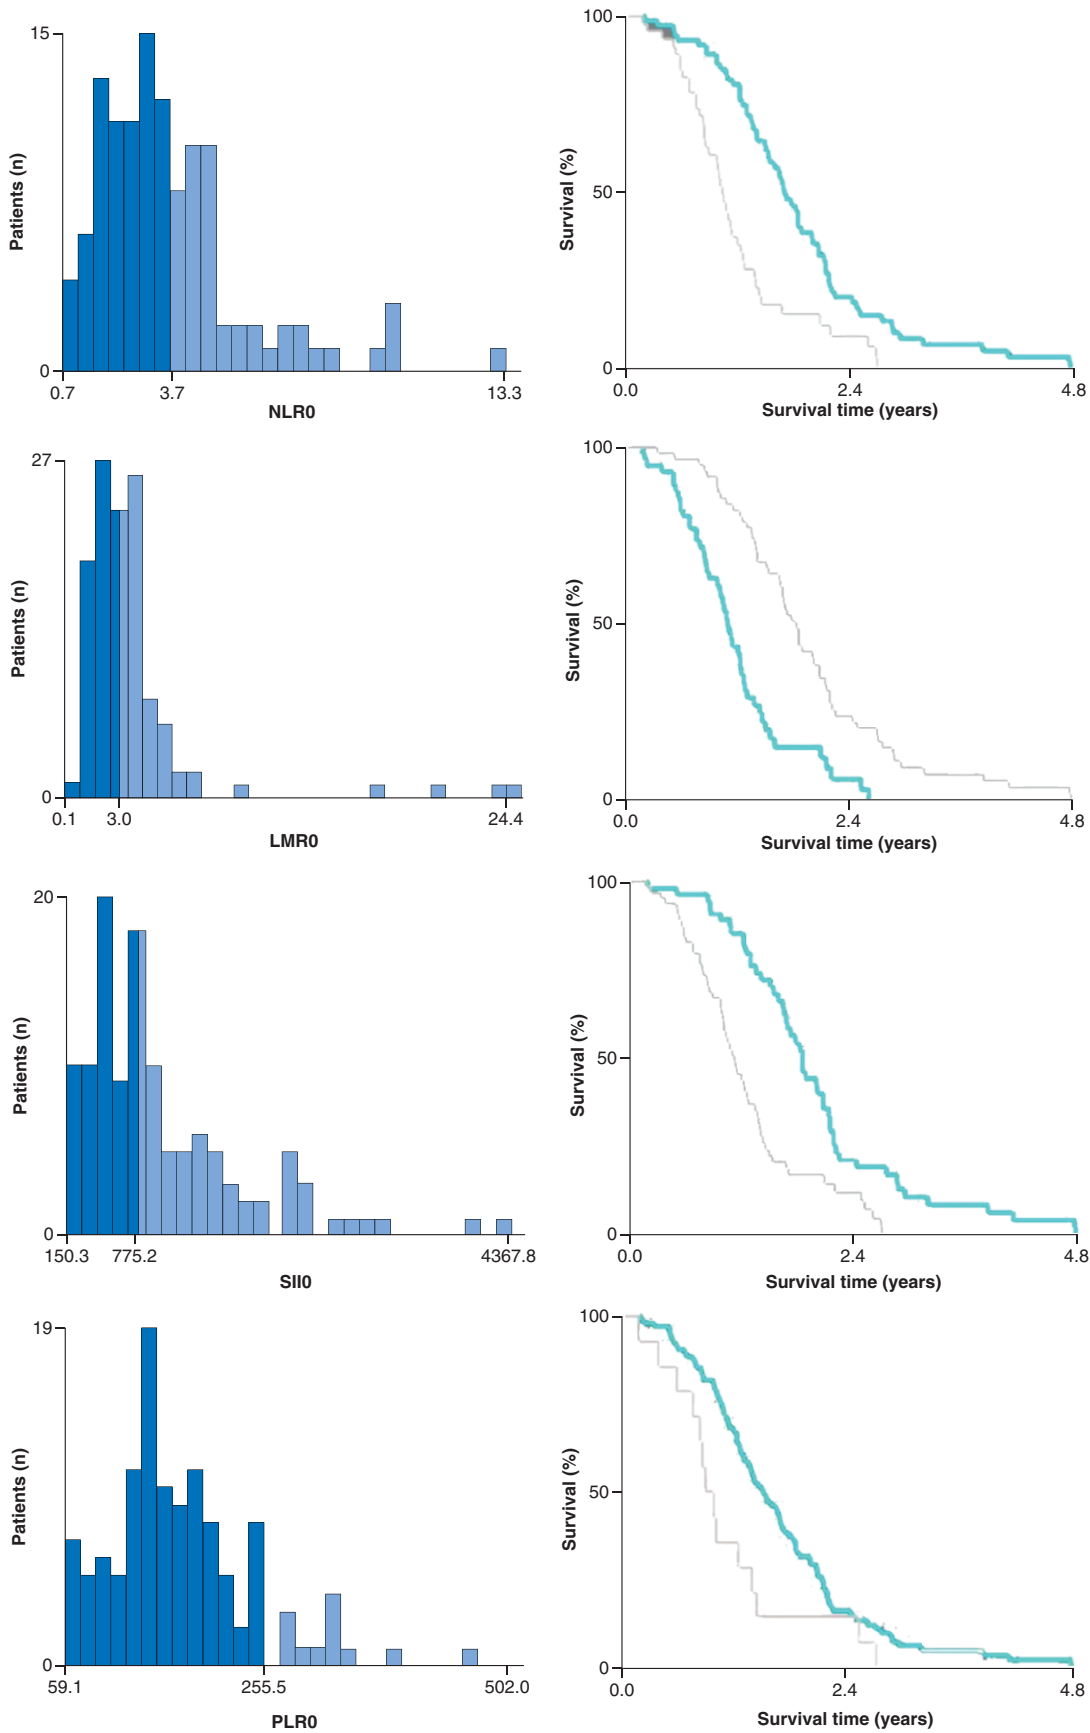 15
Patients (n)
0
0.7
3.7
13.3
NLR0
100
Survival (%)
50
0
0.0
2.4
4.8
Survival time (years)
27
Patients (n)
0
0.1
3.0
24.4
LMR0
100
Survival (%)
50
0
0.0
2.4
4.8
Survival time (years)
20
Patients (n)
0
150.3
775.2
4367.8
SII0
100
Survival (%)
50
0
0.0
2.4
4.8
Survival time (years)
19
Patients (n)
0
59.1
255.5
502.0
PLR0
100
Survival (%)
50
0
0.0
2.4
4.8
Survival time (years)